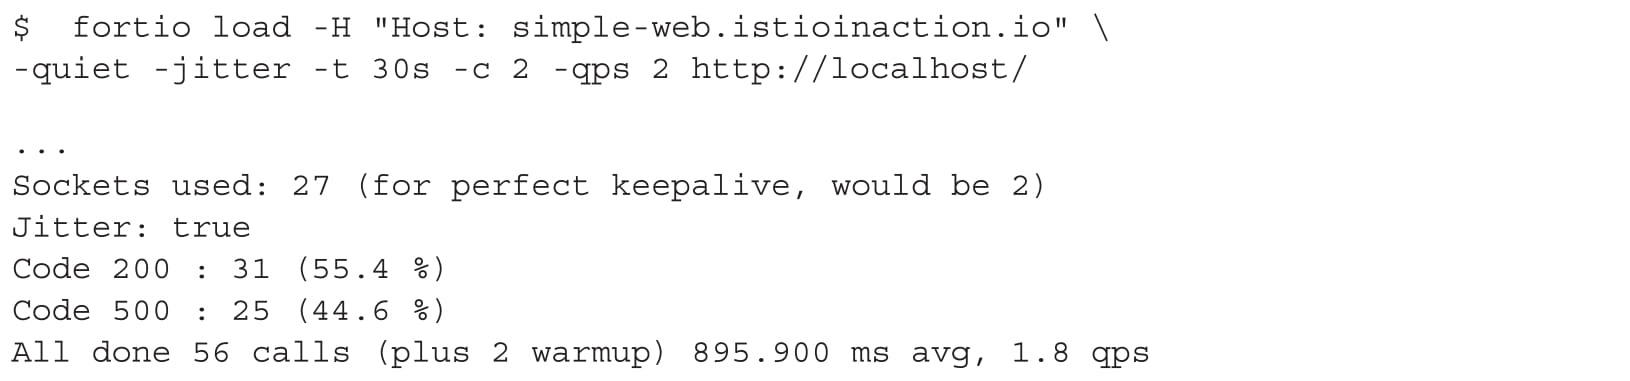 $  fortio load -H "Host: simple-web.istioinaction.io" \
-quiet -jitter -t 30s -c 2 -qps 2 http://localhost/
...
Sockets used: 27 (for perfect keepalive, would be 2)
Jitter: true
Code 200 : 31 (55.4 %)
Code 500 : 25 (44.6 %)
All done 56 calls (plus 2 warmup) 895.900 ms avg, 1.8 qps